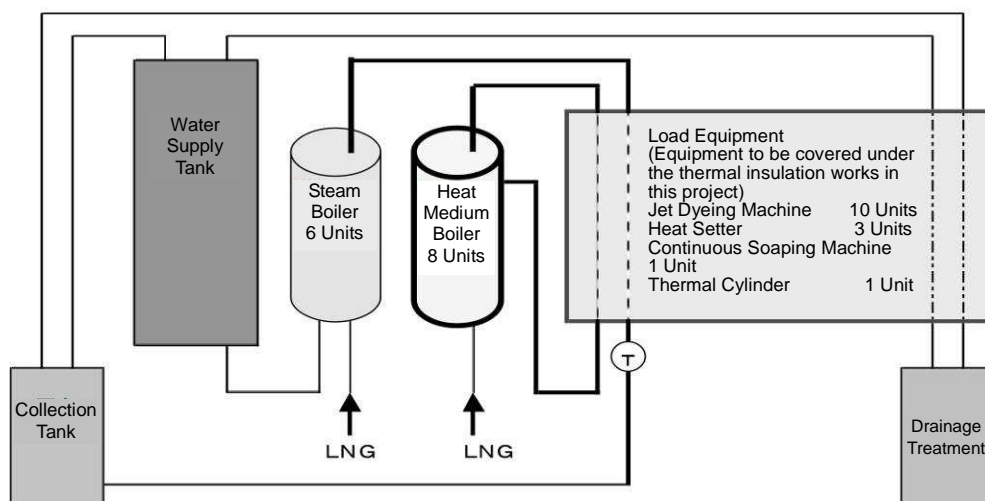 Water
Supply
Tank
Steam
Boiler
6 Units
Heat
Medium
Boiler
8 Units
Load Equipment
(Equipment to be covered under
the thermal insulation works in
this project)
Jet Dyeing Machine 10 Units
Heat Setter 3 Units
Continuous Soaping Machine
1 Unit
Thermal Cylinder 1 Unit
T
Collection
Tank
LNG
LNG
Drainage
Treatment